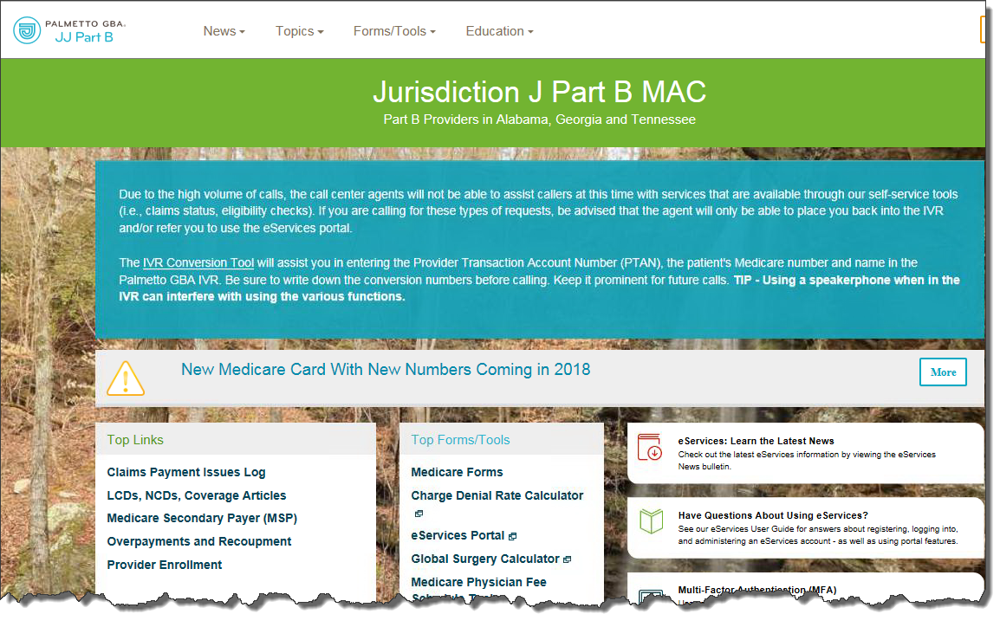 PALMETTO GBA
JJ Part B
News
Topics
Forms/Tools
Education
Jurisdiction J Part B MAC
Part B Providers in Alabama, Georgia and Tennessee
Due to the high volume of calls, the call center agents will not be able to assist callers at this time with services that are available through our self-service tools
(i.e., claims status, eligibility checks). If you are calling for these types of requests, be advised that the agent will only be able to place you back into the IVR
and/or refer you to use the eServices portal.
The IVR Conversion Tool will assist you in entering the Provider Transaction Account Number (PTAN), the patient's Medicare number and name in the
Palmetto GBA IVR. Be sure to write down the conversion numbers before calling. Keep it prominent for future calls. TIP - Using a speakerphone when in the
IVR can interfere with using the various functions.
New Medicare Card With New Numbers Coming in 2018
More
Top Links
Claims Payment Issues Log
LCDs, NCDs, Coverage Articles
Medicare Secondary Payer (MSP)
Overpayments and Recoupment
Provider Enrollment
Top Forms/Tools
Medicare Forms
Charge Denial Rate Calculator
eServices Portal
Global Surgery Calculator
Medicare Physician Fee
eServices: Learn the Latest News
Check out the latest eServices information by viewing the eServices
News bulletin.
Have Questions About Using eServices?
See our eServices User Guide for answers about registering, logging into,
and administering an eServices account - as well as using portal features.
Multi-Factor Authentication (MFA)